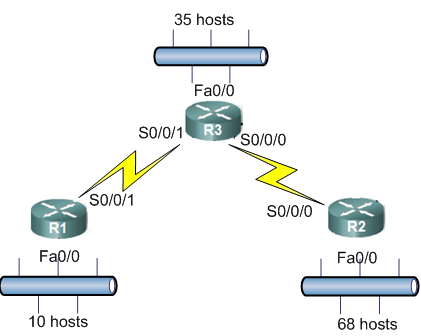 35 hosts
Fa0/0
R3
S0/0/1
S0/0/0
S0/0/1
S0/0/0
R1
R2
Fa0/0
Fa0/0
10 hosts
68 hosts